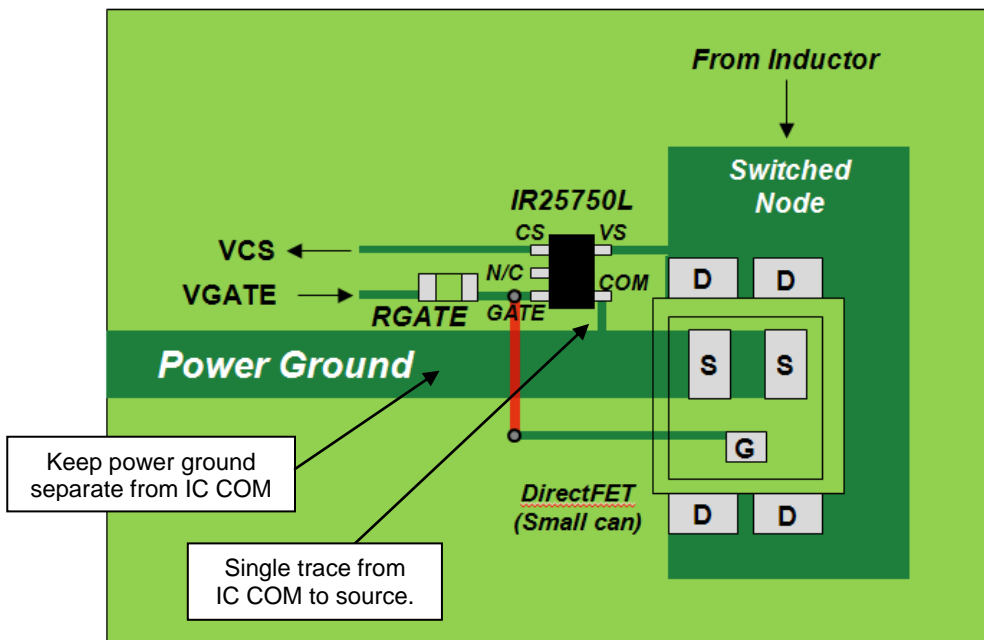 From Inductor
Switched
Node
IR25750L
CS
VS
VCS
N/C
COM
VGATE
RGATE
GATE
D
D
Power Ground
S
S
G
Keep power ground
separate from IC COM
DirectFET
(Small can)
D
D
Single trace from
IC COM to source.